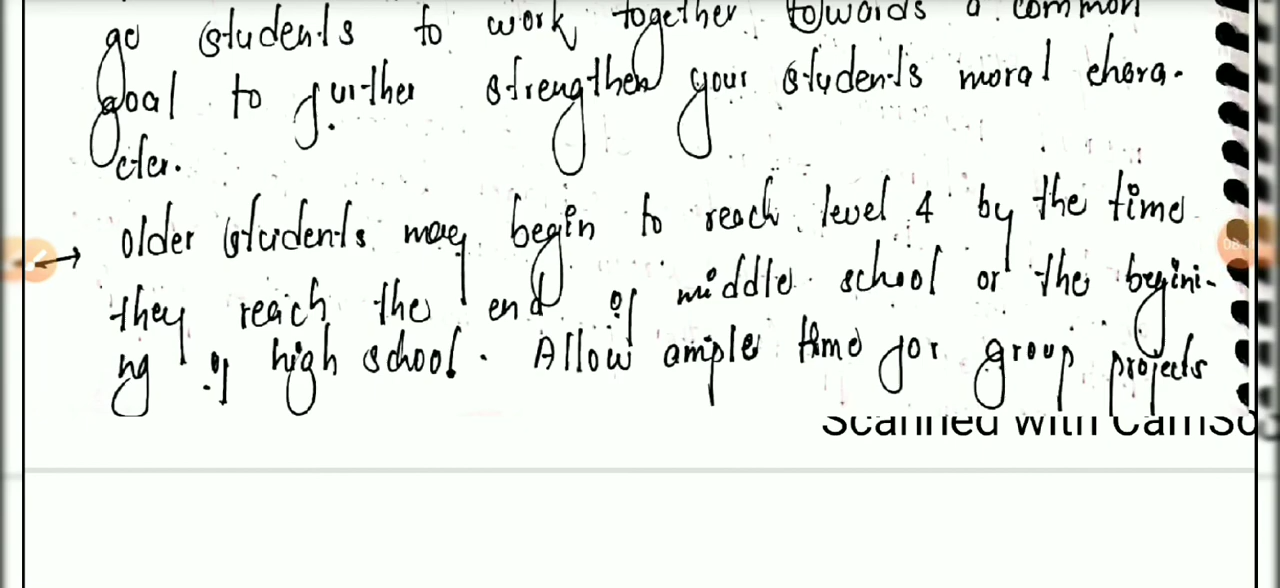 students to work together towards a common
goal to further strengthen your students moral chara-
cter.
→ older students may begin to reach level 4 by the time
they reach the end of middle school or the begini-
ng of high school. Allow ample time for group projects
Scanned with CamSc